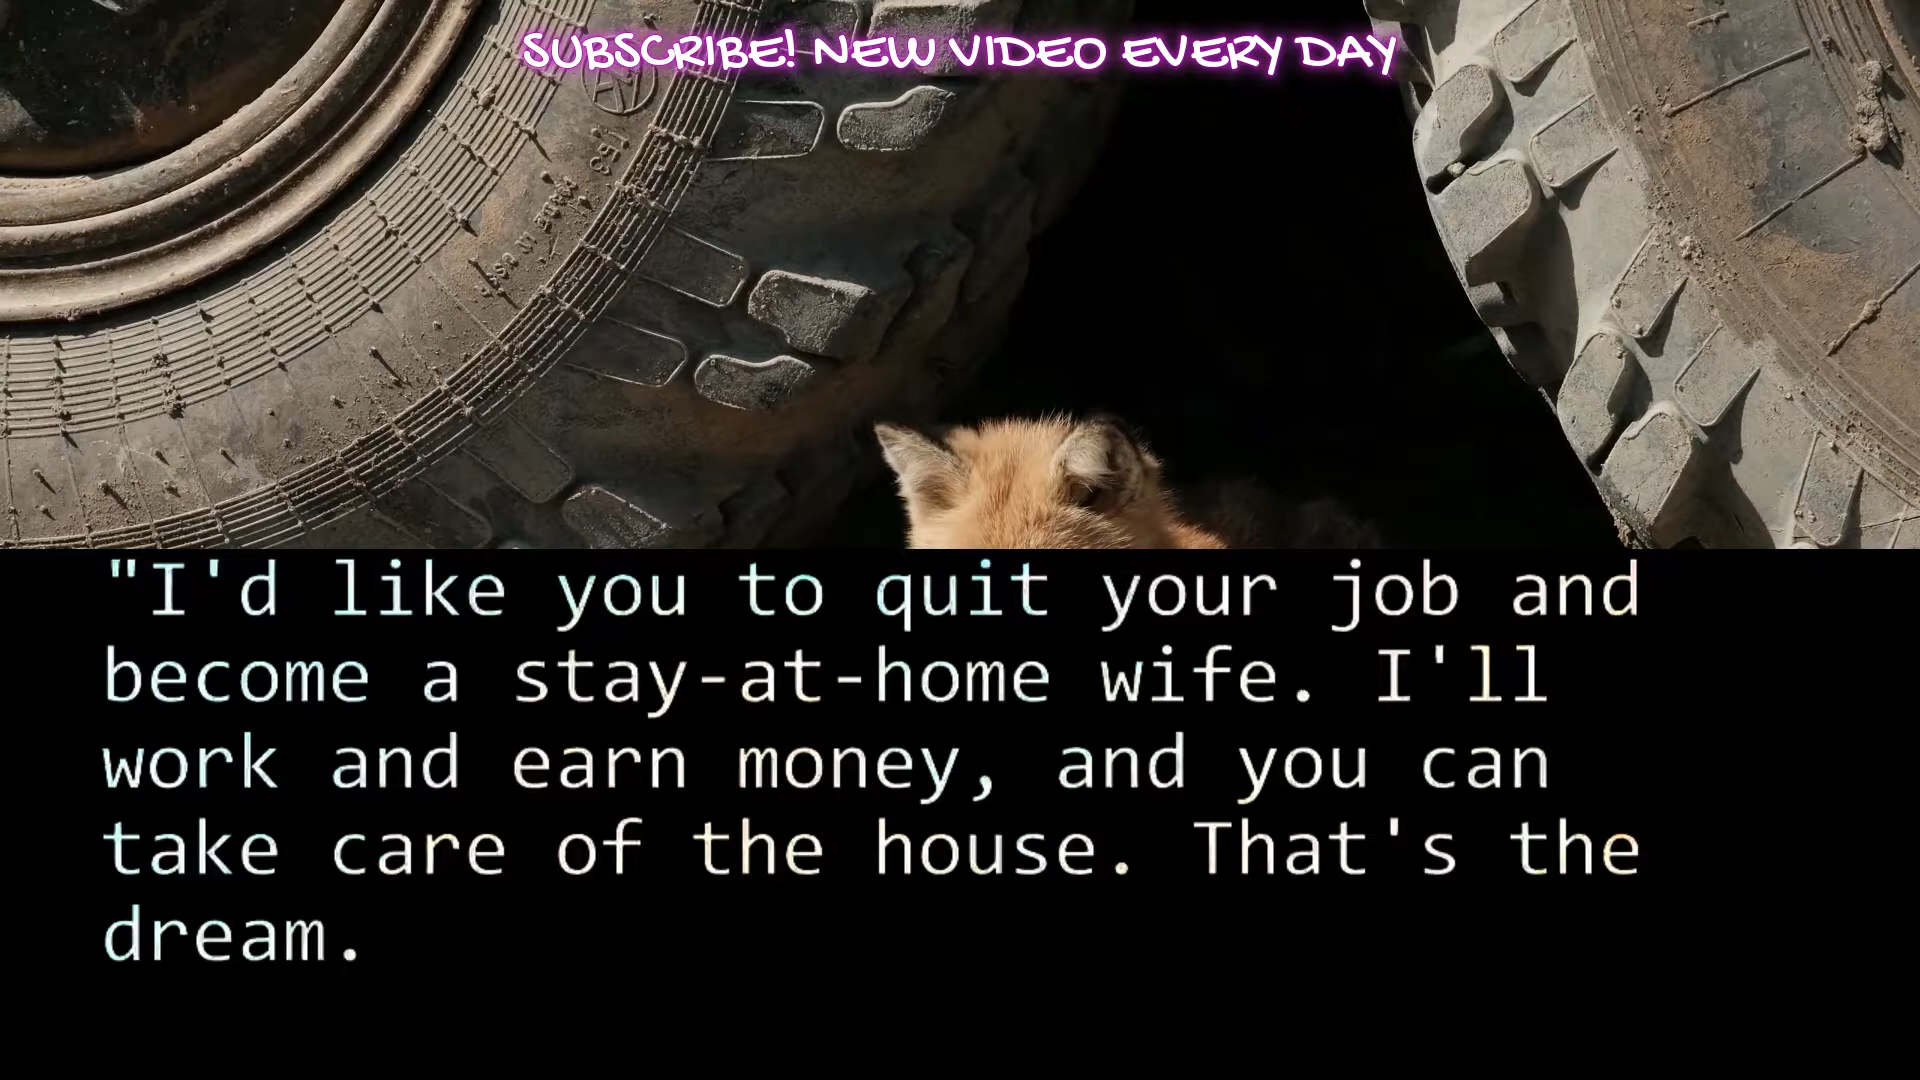 SUBSCRIBE! NEW VIDEO EVERY DAY
"I'd like you to quit your job and
become a stay-at-home wife. I'll
work and earn money, and you can
take care of the house. That's the
dream.